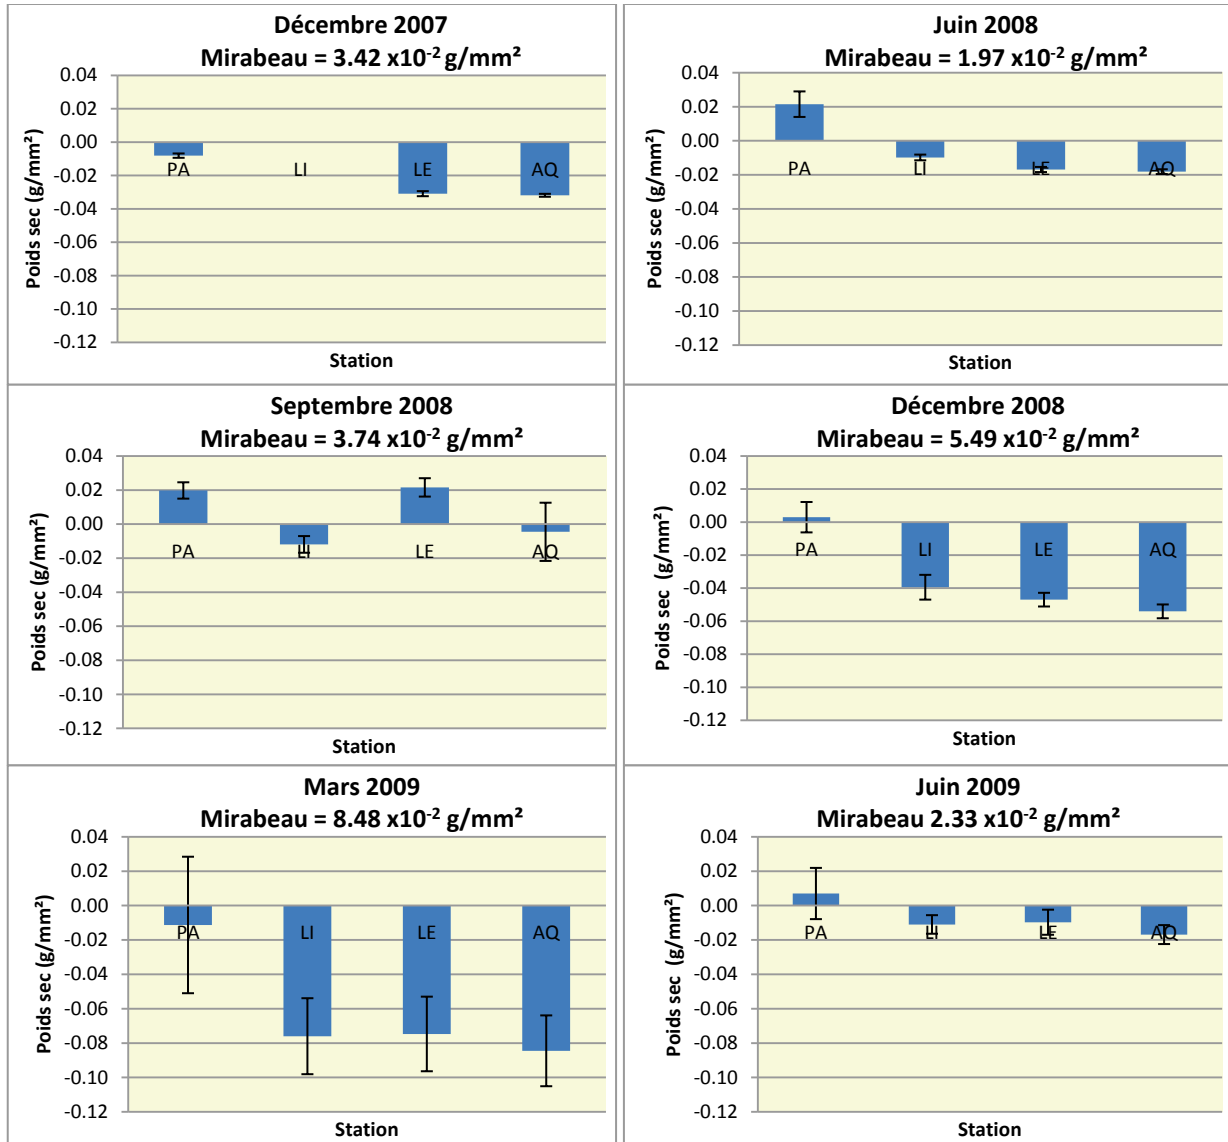 Décembre 2007
Mirabeau = 3.42 x10⁻² g/mm²
Poids sec (g/mm²)
0.04
0.02
0.00
-0.02
-0.04
-0.06
-0.08
-0.10
-0.12
PA LI LE AQ
Station
Juin 2008
Mirabeau = 1.97 x10⁻² g/mm²
Poids sce (g/mm²)
0.04
0.02
0.00
-0.02
-0.04
-0.06
-0.08
-0.10
-0.12
PA LI LE AQ
Station
Septembre 2008
Mirabeau = 3.74 x10⁻² g/mm²
Poids sec (g/mm²)
0.04
0.02
0.00
-0.02
-0.04
-0.06
-0.08
-0.10
-0.12
PA LI LE AQ
Station
Décembre 2008
Mirabeau = 5.49 x10⁻² g/mm²
Poids sec (g/mm²)
0.04
0.02
0.00
-0.02
-0.04
-0.06
-0.08
-0.10
-0.12
PA LI LE AQ
Station
Mars 2009
Mirabeau = 8.48 x10⁻² g/mm²
Poids sec (g/mm²)
0.04
0.02
0.00
-0.02
-0.04
-0.06
-0.08
-0.10
-0.12
PA LI LE AQ
Station
Juin 2009
Mirabeau 2.33 x10⁻² g/mm²
Poids sec (g/mm²)
0.04
0.02
0.00
-0.02
-0.04
-0.06
-0.08
-0.10
-0.12
PA LI LE AQ
Station